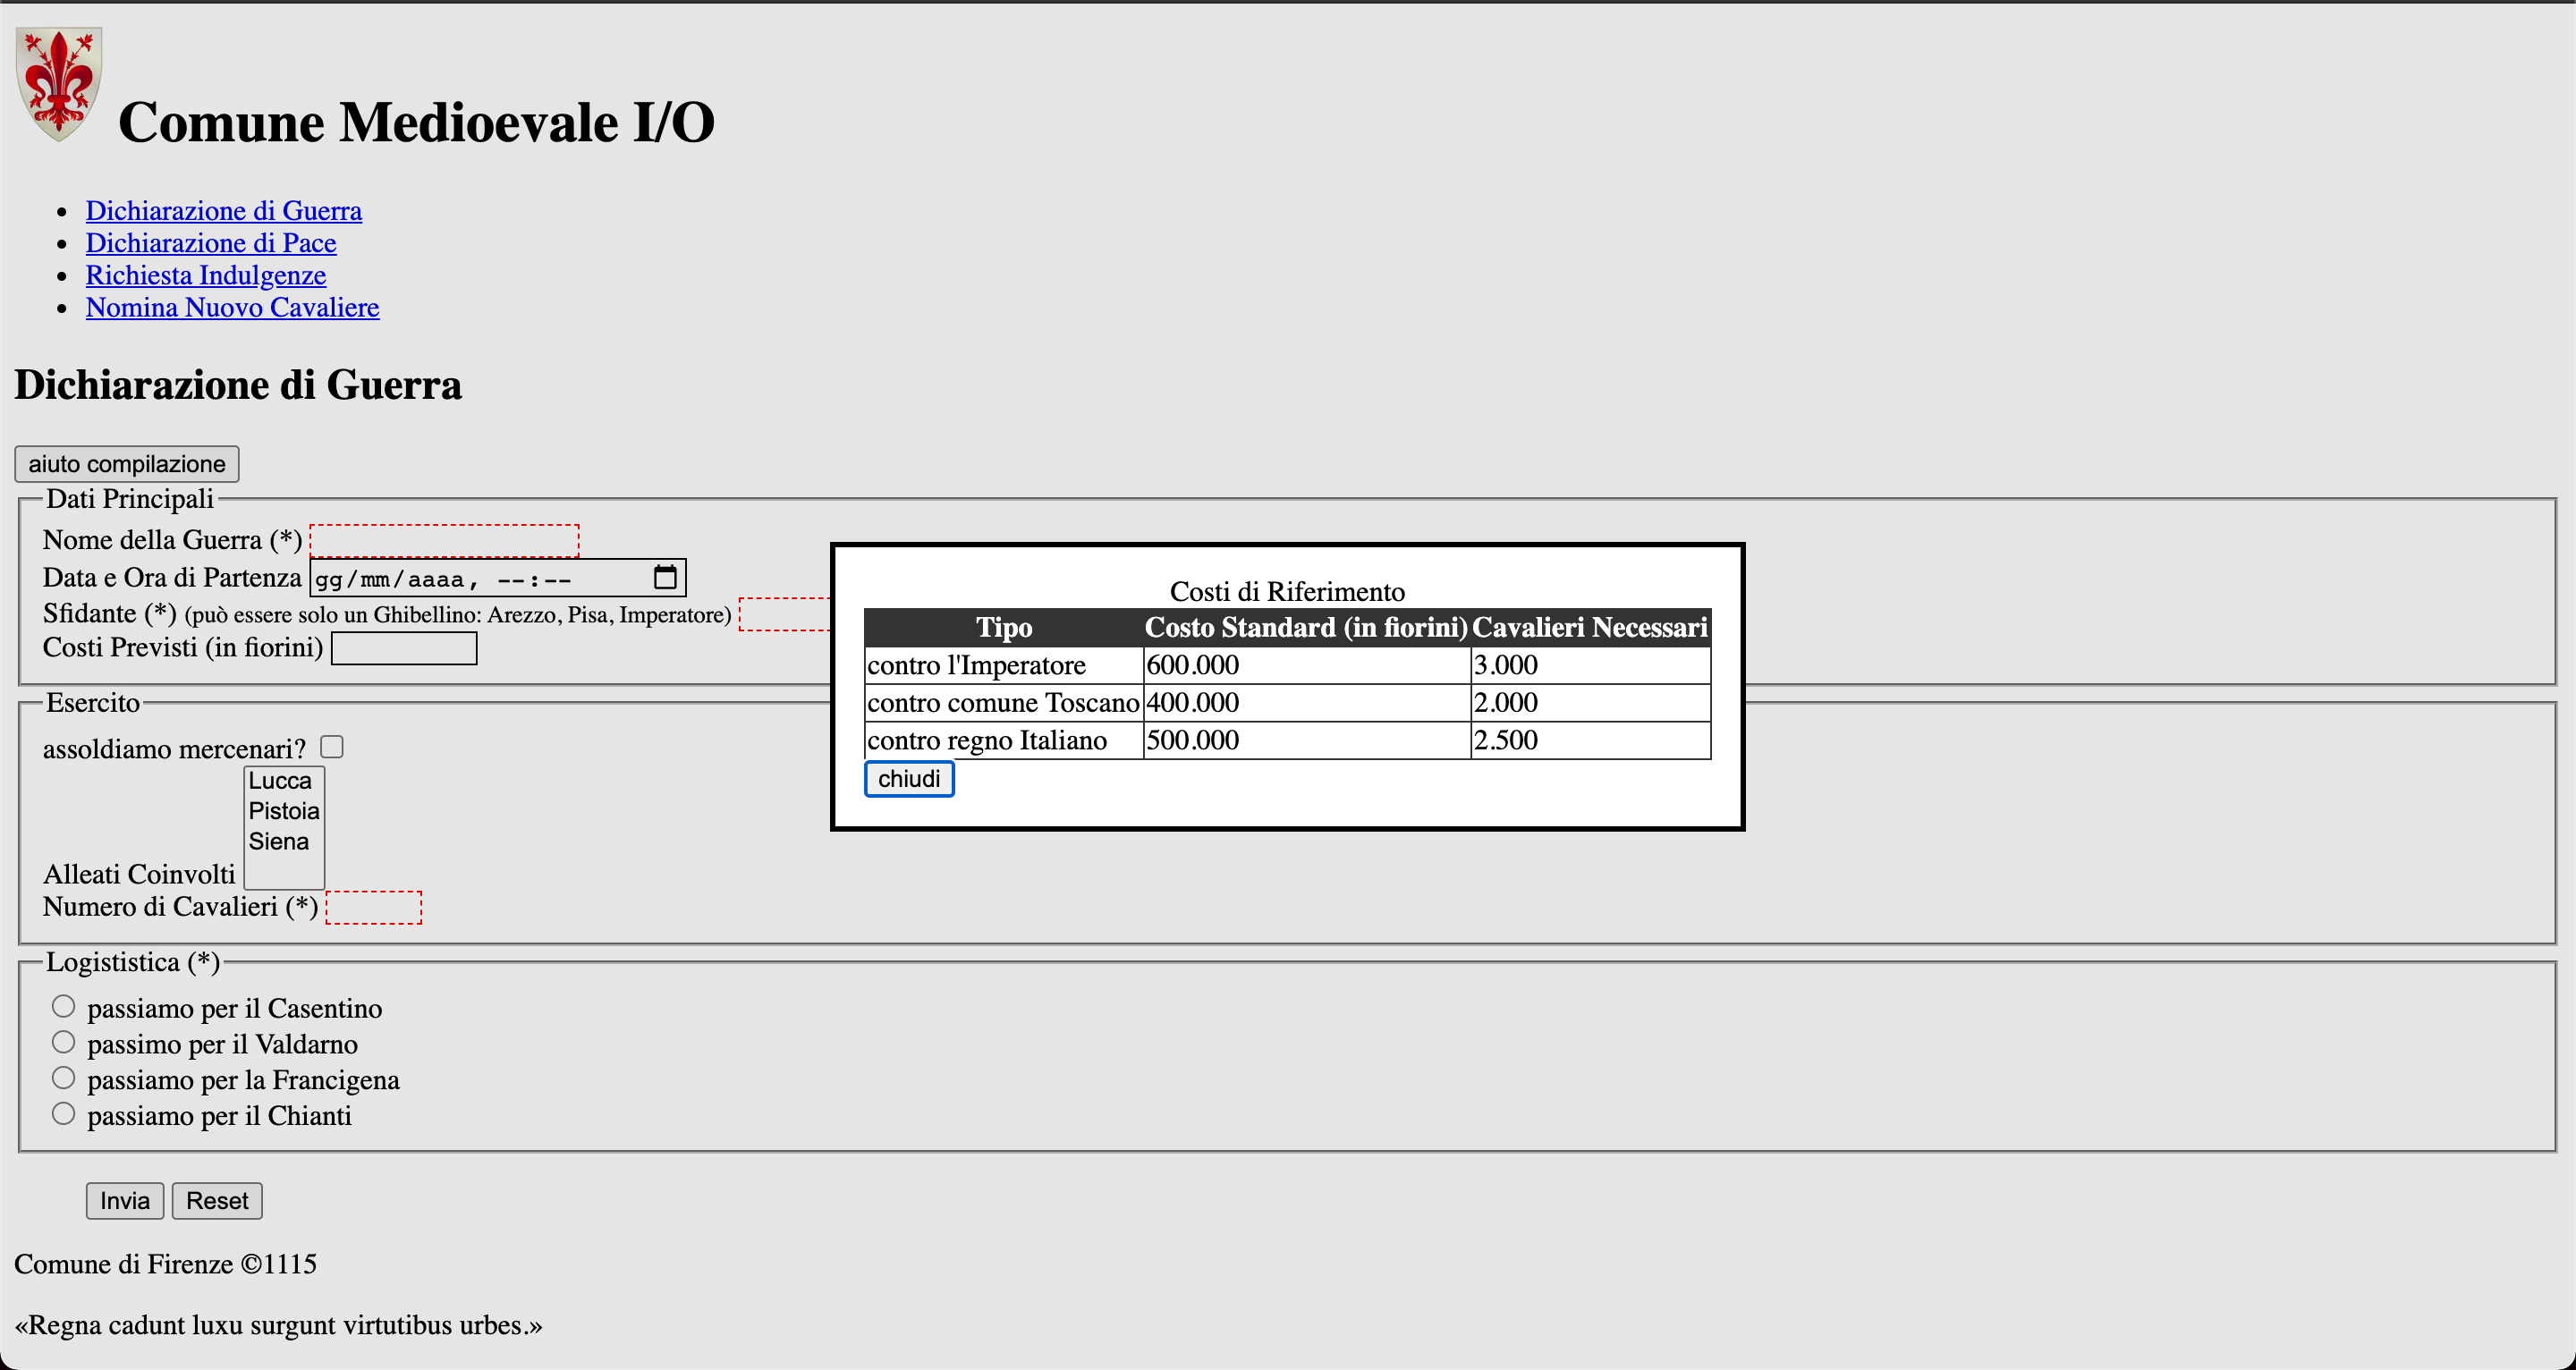 Comune Medioevale I/O
Dichiarazione di Guerra
Dichiarazione di Pace
Richiesta Indulgenze
Nomina Nuovo Cavaliere
Dichiarazione di Guerra
aiuto compilazione
Dati Principali
Nome della Guerra (*)
Data e Ora di Partenza gg/mm/aaaa, --:--
Sfidante (*) (può essere solo un Ghibellino: Arezzo, Pisa, Imperatore)
Costi Previsti (in fiorini)
Esercito
assoldiamo mercenari?
Lucca
Pistoia
Siena
Alleati Coinvolti
Numero di Cavalieri (*)
Logististica (*)
passiamo per il Casentino
passimo per il Valdarno
passiamo per la Francigena
passiamo per il Chianti
Invia Reset
Comune di Firenze ©1115
«Regna cadunt luxu surgunt virtutibus urbes.»
Costi di Riferimento
Tipo Costo Standard (in fiorini) Cavalieri Necessari
contro l'Imperatore 600.000 3.000
contro comune Toscano 400.000 2.000
contro regno Italiano 500.000 2.500
chiudi